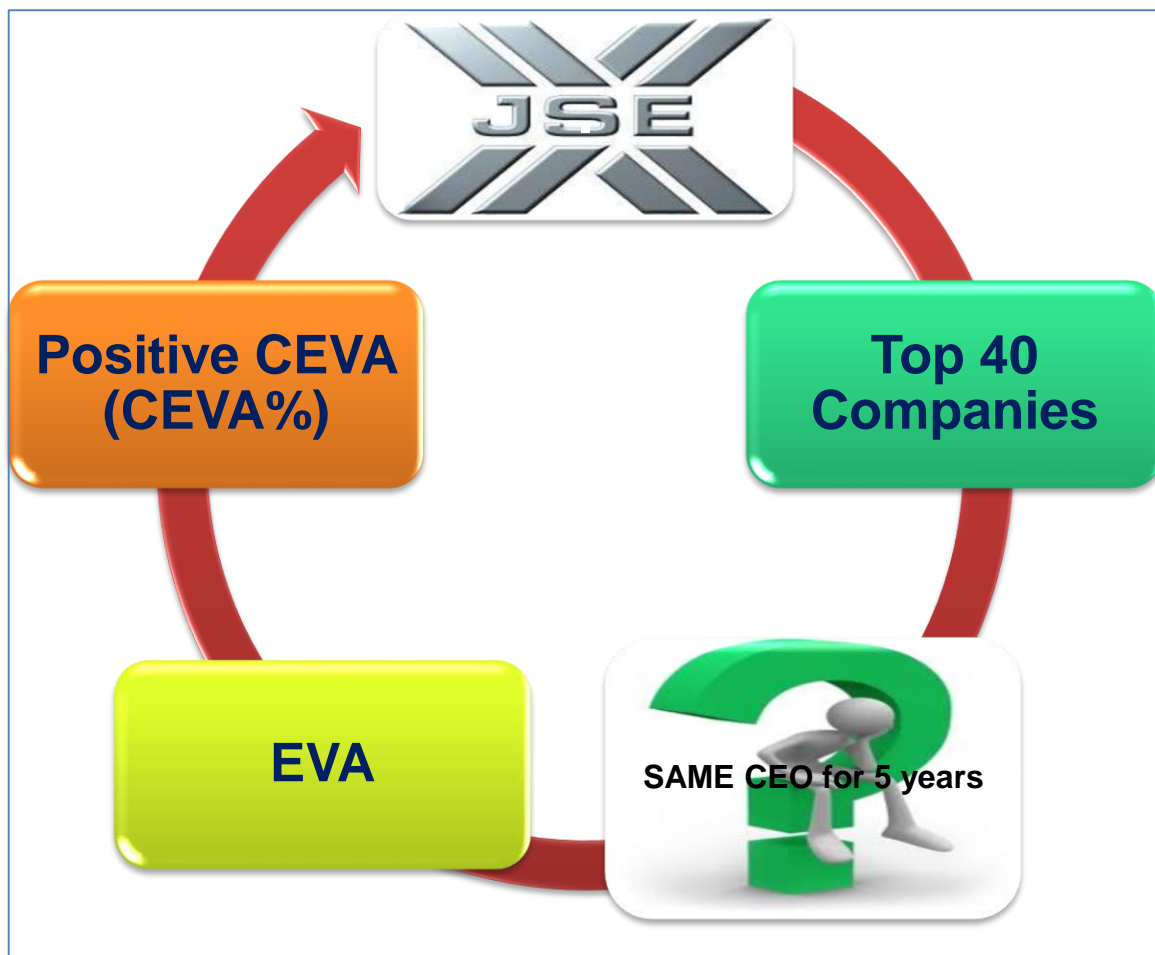 JSE
Top 40
Companies
SAME CEO for 5 years
EVA
Positive CEVA
(CEVA%)